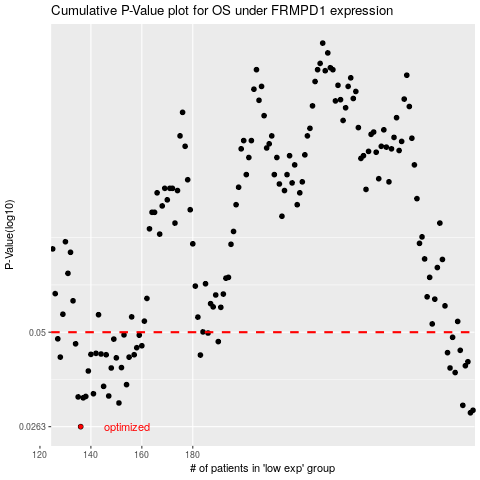 Cumulative P-Value plot for OS under FRMPD1 expression
P-Value(log10)
0.05
0.0263
optimized
120 140 160 180
# of patients in 'low exp' group